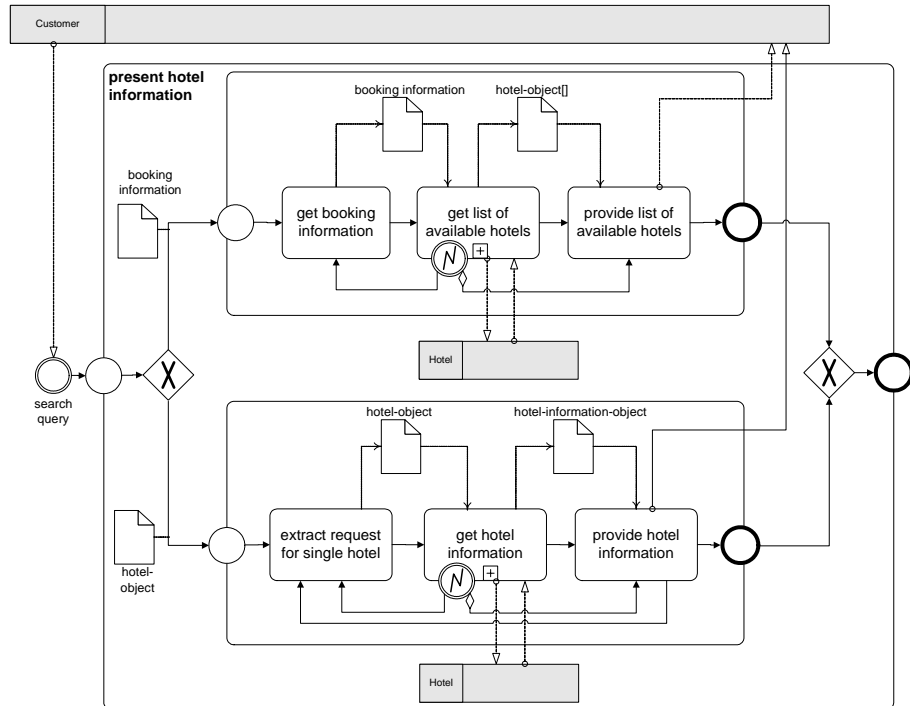 Customer
present hotel
information
booking information
hotel-object[]
booking
information
get booking
information
get list of
available hotels
provide list of
available hotels
+
Hotel
X
X
search
query
hotel-object
hotel-information-object
extract request
for single hotel
get hotel
information
provide hotel
information
+
hotel-
object
Hotel